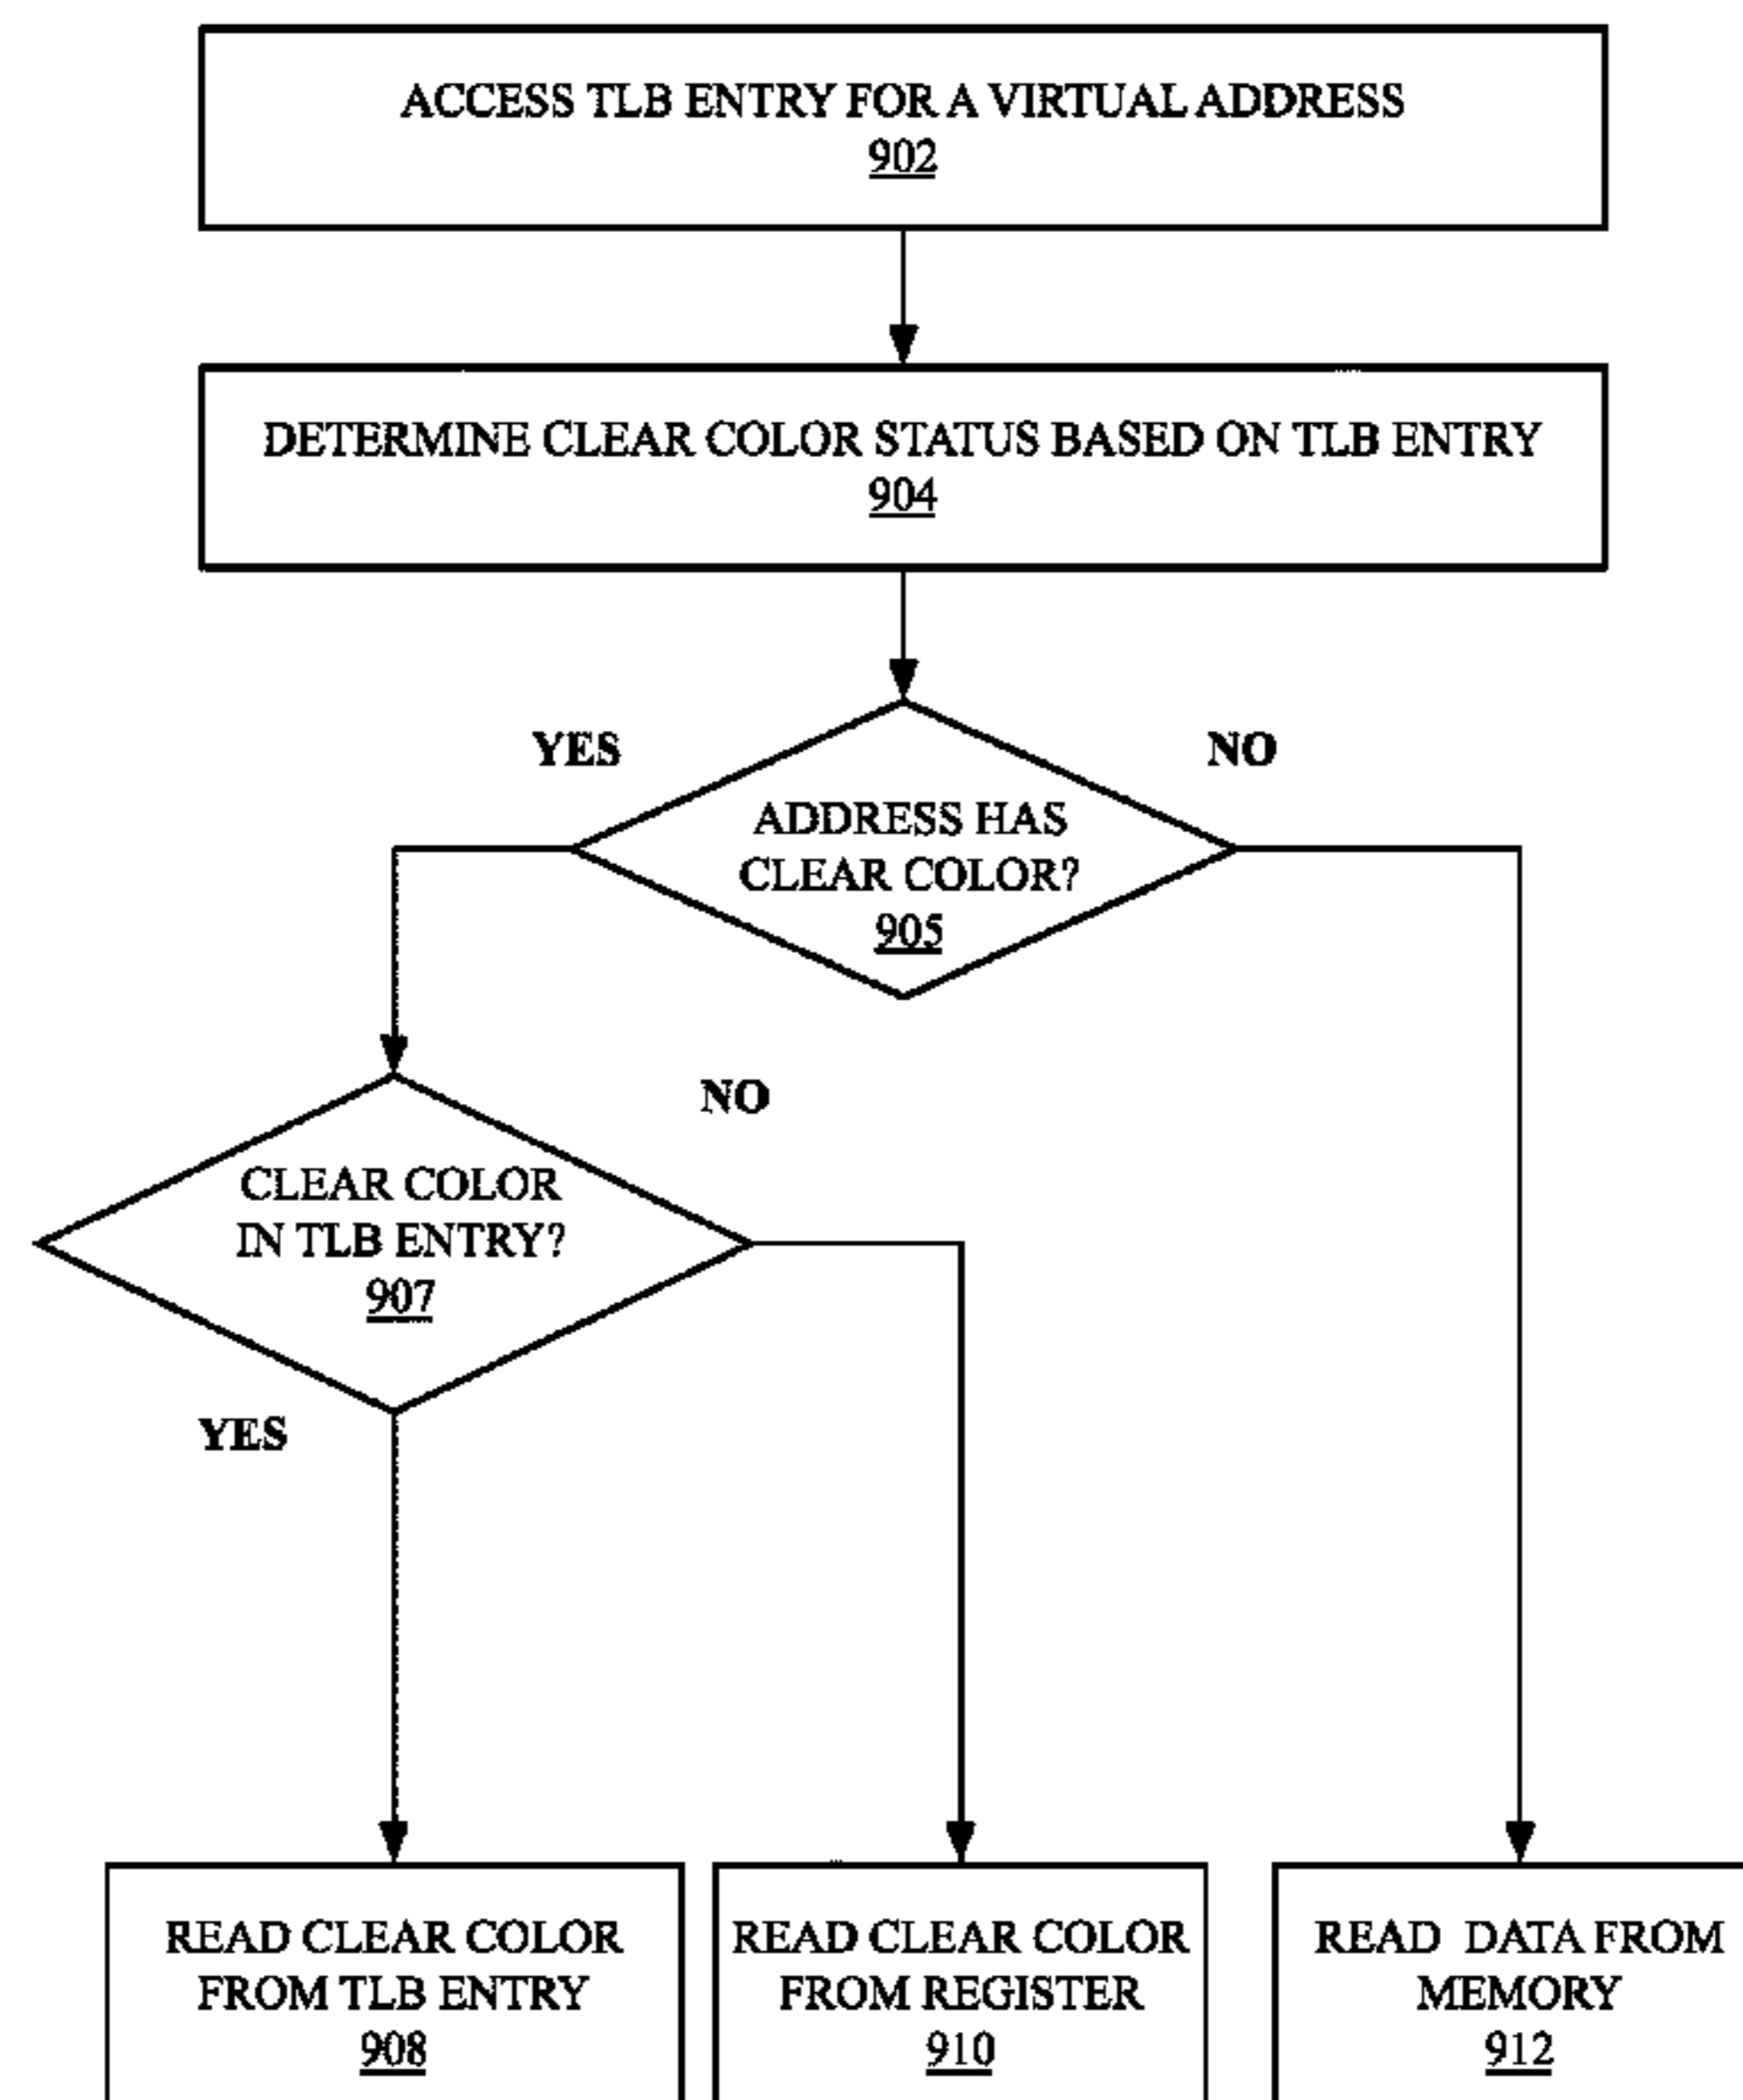 ACCESS TLB ENTRY FOR A VIRTUAL ADDRESS
902
DETERMINE CLEAR COLOR STATUS BASED ON TLB ENTRY
904
YES
NO
ADDRESS HAS
CLEAR COLOR?
905
NO
CLEAR COLOR
IN TLB ENTRY?
907
YES
READ CLEAR COLOR
FROM TLB ENTRY
908
READ CLEAR COLOR
FROM REGISTER
910
READ DATA FROM
MEMORY
912